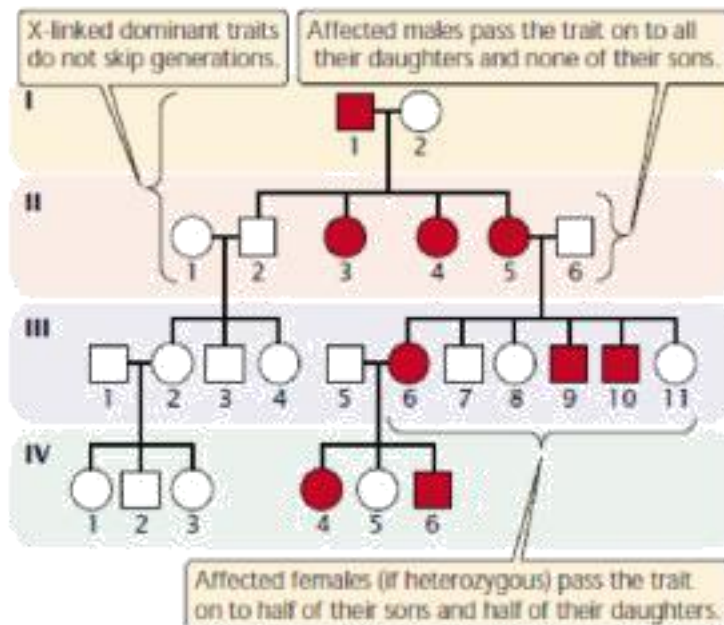 X-linked dominant traits
do not skip generations.
Affected males pass the trait on to all
their daughters and none of their sons.
I
1 2
II
1 2 3 4 5 6
III
1 2 3 4 5 6 7 8 9 10 11
IV
1 2 3 4 5 6
Affected females (if heterozygous) pass the trait
on to half of their sons and half of their daughters.